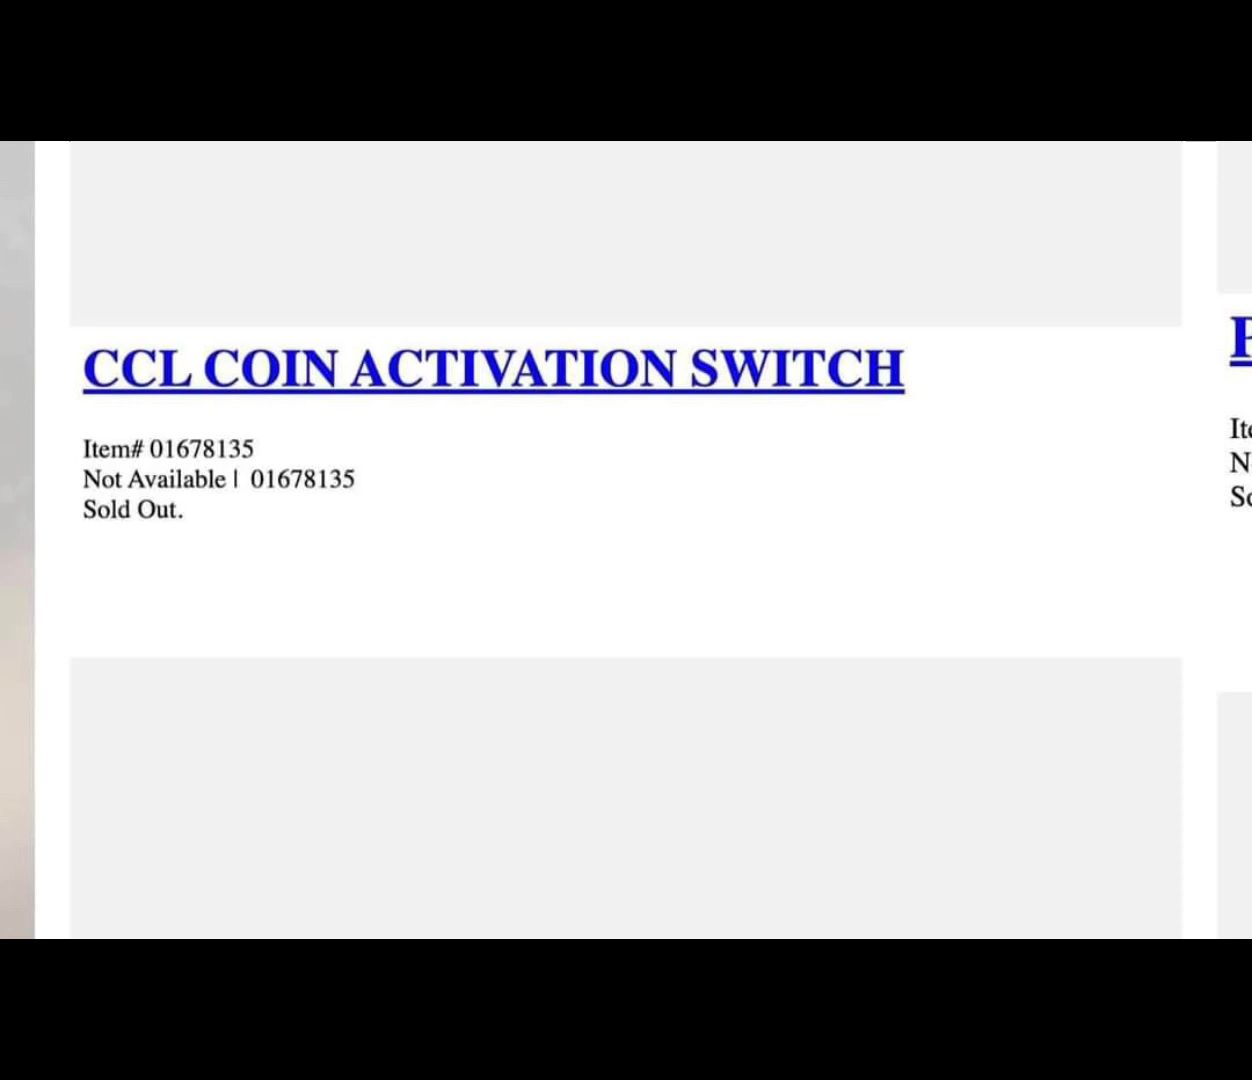 CCL COIN ACTIVATION SWITCH
Item# 01678135
Not Available | 01678135
Sold Out.